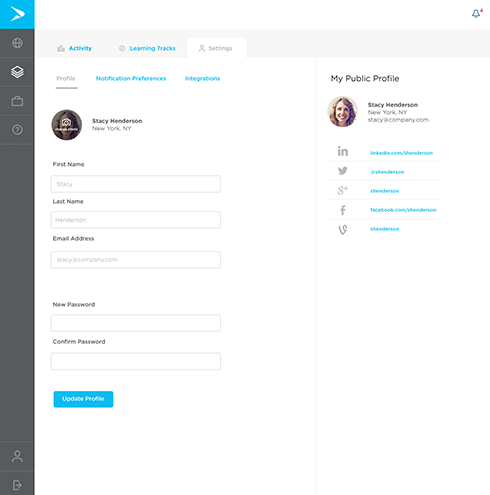 4
Activity
Learning Tracks
Settings
Profile
Notification Preferences
Integrations
Stacy Henderson
New York, NY
First Name
Stacy
Last Name
Henderson
Email Address
stacy@company.com
New Password
Confirm Password
Update Profile
My Public Profile
Stacy Henderson
New York, NY
stacy@company.com
in
linkedin.com/shenderson
@shenderson
g+
shenderson
f
facebook.com/shenderson
shenderson